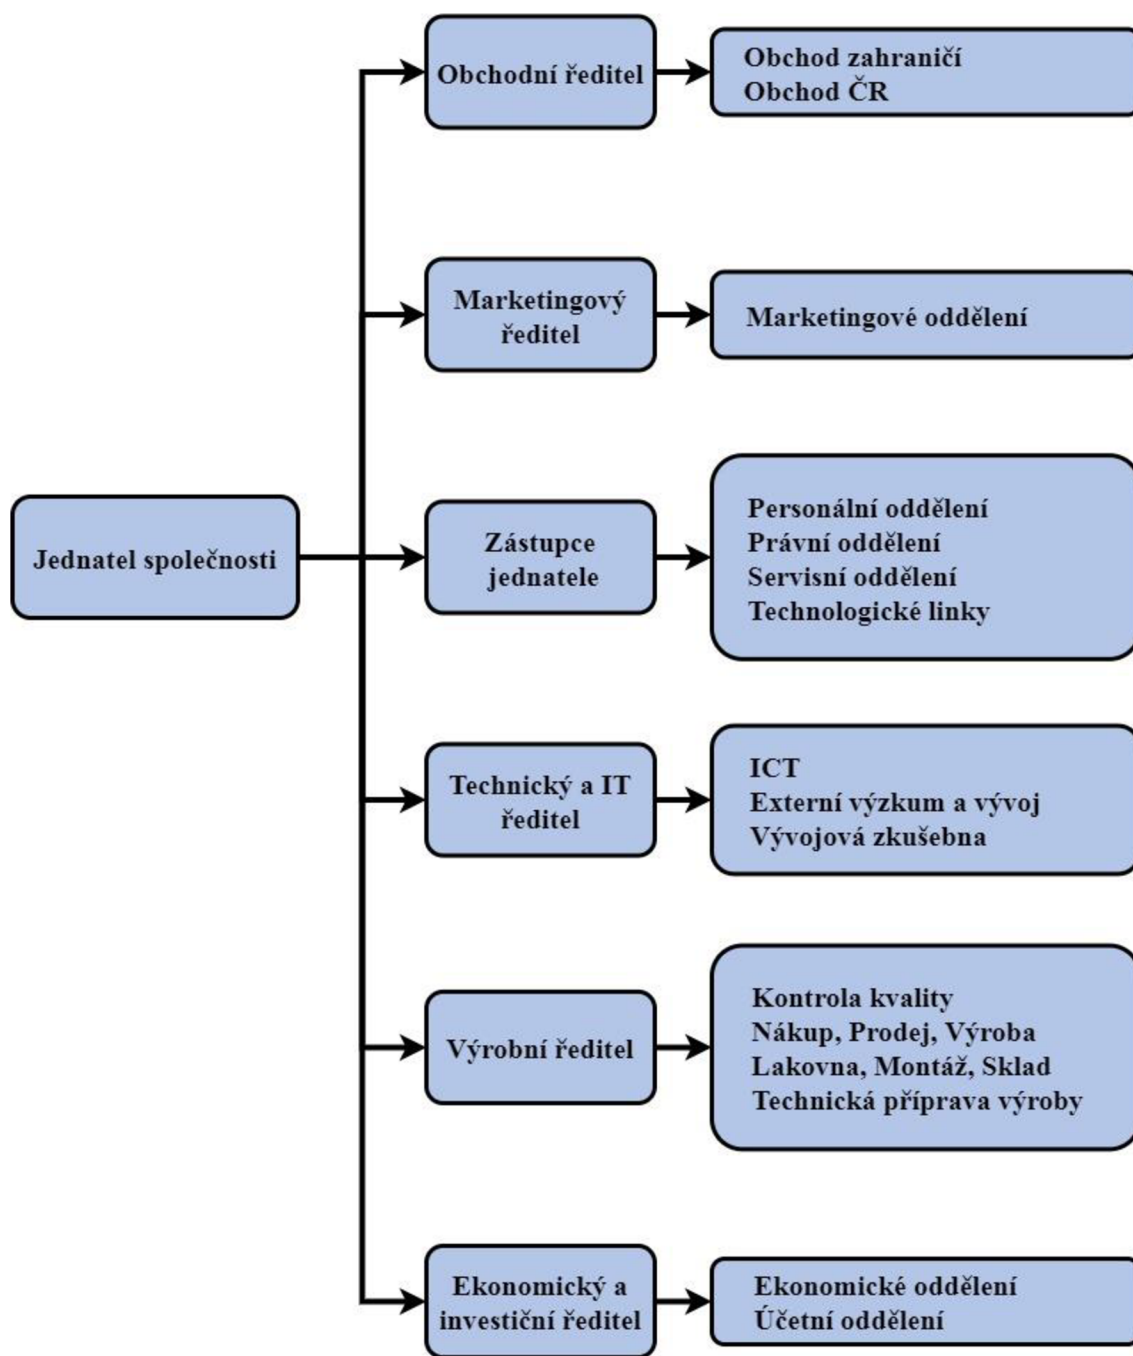 Jednatel společnosti
Obchodní ředitel
Obchod zahraničí
Obchod ČR
Marketingový
ředitel
Marketingové oddělení
Zástupce
jednatele
Personální oddělení
Právní oddělení
Servisní oddělení
Technologické linky
Technický a IT
ředitel
ICT
Externí výzkum a vývoj
Vývojová zkušebna
Výrobní ředitel
Kontrola kvality
Nákup, Prodej, Výroba
Lakovna, Montáž, Sklad
Technická příprava výroby
Ekonomický a
investiční ředitel
Ekonomické oddělení
Účetní oddělení